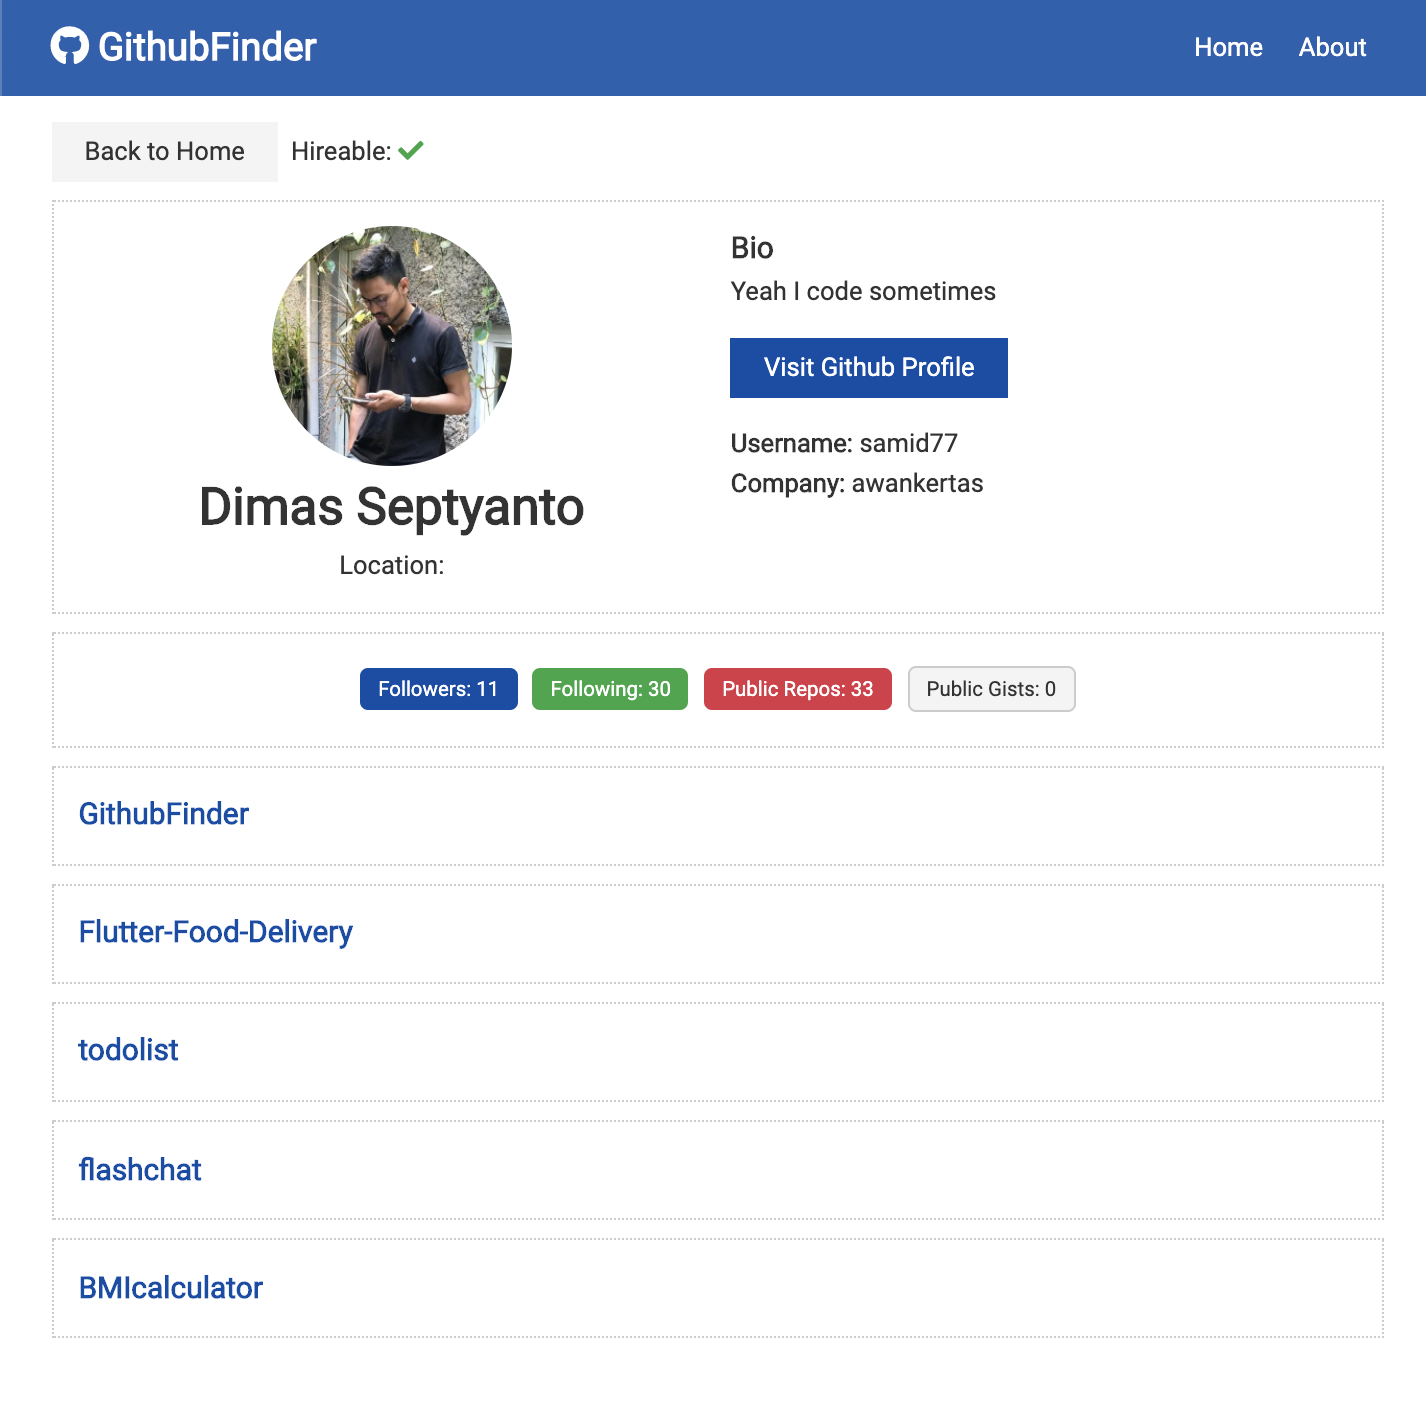 GithubFinder
Home
About
Back to Home
Hireable:
Dimas Septyanto
Location:
Bio
Yeah I code sometimes
Visit Github Profile
Username: samid77
Company: awankertas
Followers: 11
Following: 30
Public Repos: 33
Public Gists: 0
GithubFinder
Flutter-Food-Delivery
todolist
flashchat
BMIcalculator